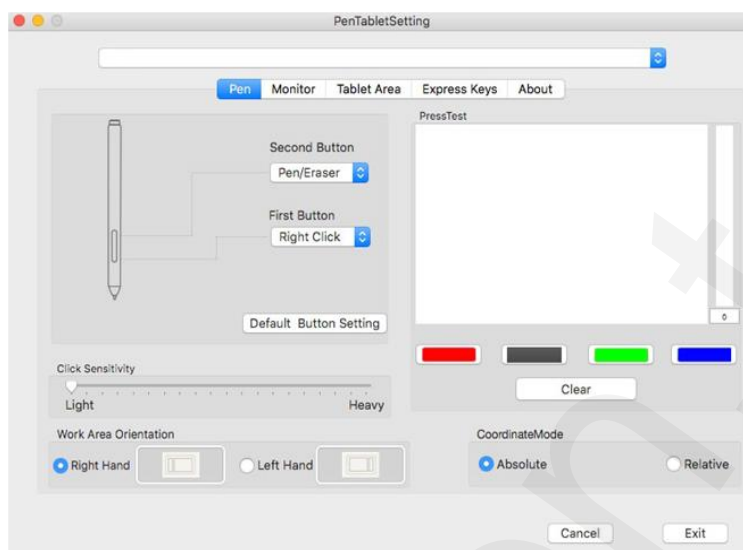 PenTabletSetting
Pen Monitor Tablet Area Express Keys About
PressTest
Second Button
Pen/Eraser
First Button
Right Click
Default Button Setting
0
Clear
Click Sensitivity
Light Heavy
Work Area Orientation
Right Hand Left Hand
CoordinateMode
Absolute Relative
Cancel Exit